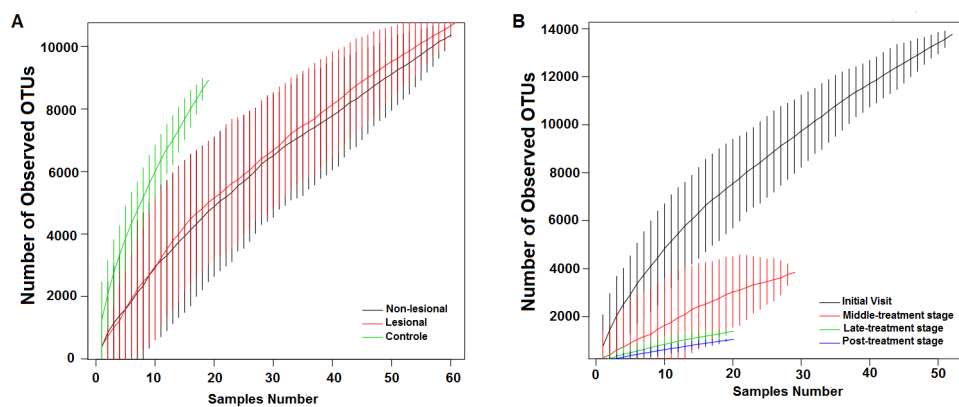 A
Number of Observed OTUs
10000
8000
6000
4000
2000
0
0 10 20 30 40 50 60
Samples Number
Non-lesional
Lesional
Controle
B
Number of Observed OTUs
14000
12000
10000
8000
6000
4000
2000
0 10 20 30 40 50
Samples Number
Initial Visit
Middle-treatment stage
Late-treatment stage
Post-treatment stage